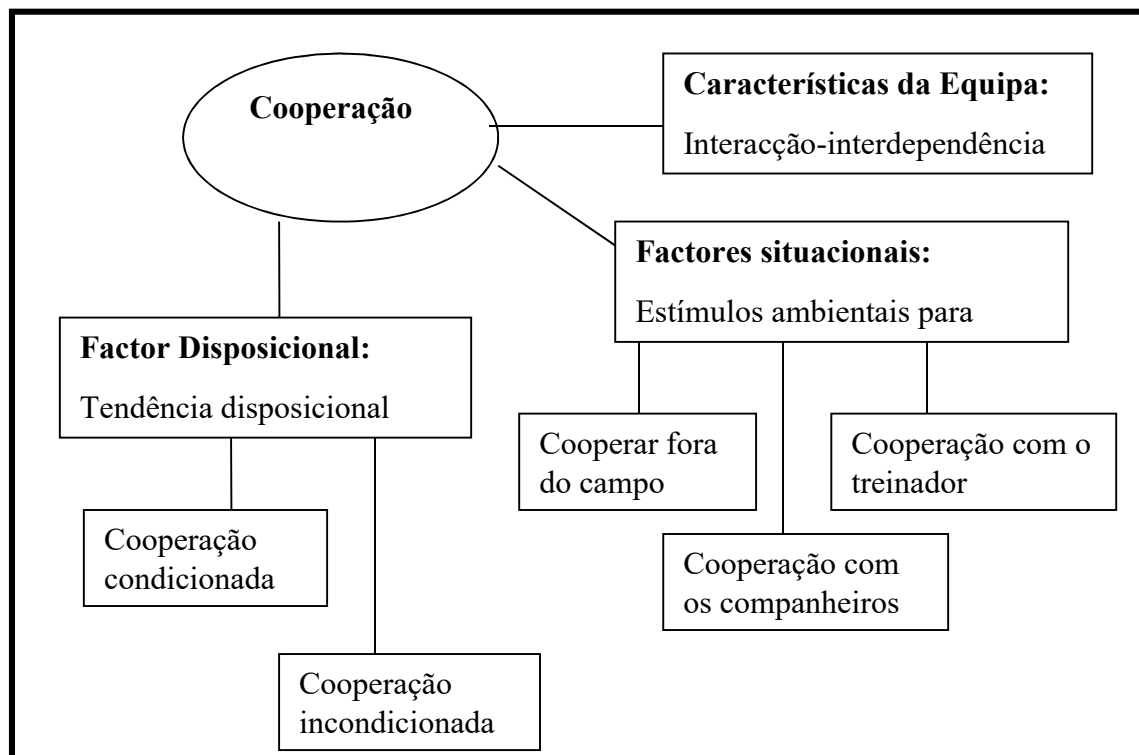 Cooperação
Características da Equipa:
Interacção-interdependência
Factores situacionais:
Estímulos ambientais para
Factor Disposicional:
Tendência disposicional
Cooperar fora
do campo
Cooperação com o
treinador
Cooperação
condicionada
Cooperação com
os companheiros
Cooperação
incondicionada